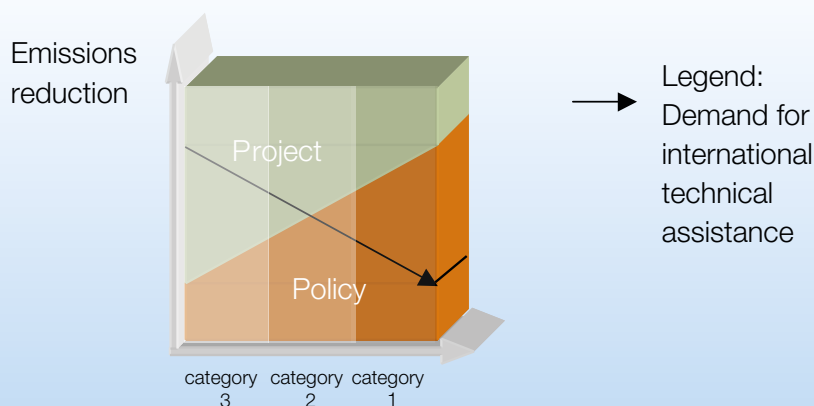 Emissions
reduction
Project
Policy
category
3
category
2
category
1
Legend:
Demand for
international
technical
assistance